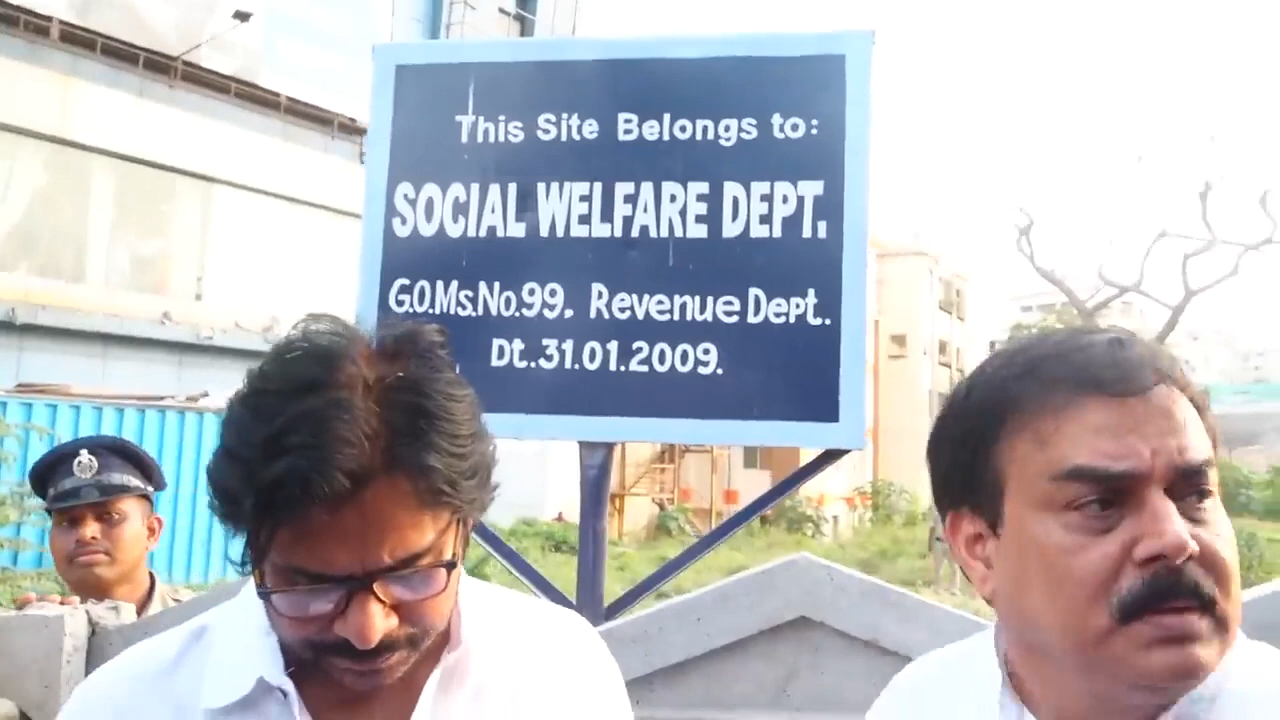 This Site Belongs to:
SOCIAL WELFARE DEPT.
G.O.Ms.No.99. Revenue Dept.
Dt.31.01.2009.